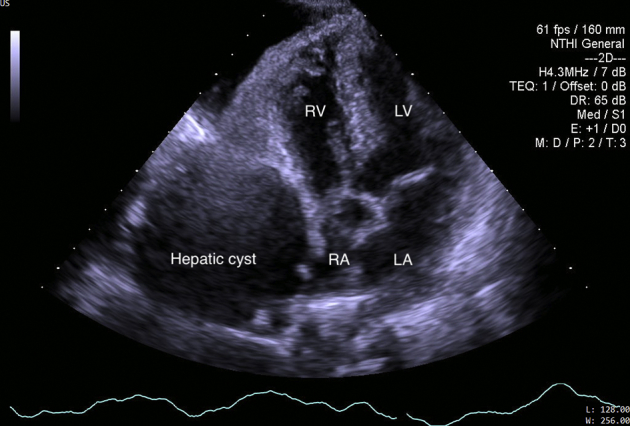 US
61 fps / 160 mm
NTHI General
---2D---
H4.3MHz / 7 dB
TEQ: 1 / Offset: 0 dB
DR: 65 dB
Med / S1
E: +1 / D0
M: D / P: 2 / T: 3
RV LV
Hepatic cyst RA LA
L: 128.00
W: 256.00